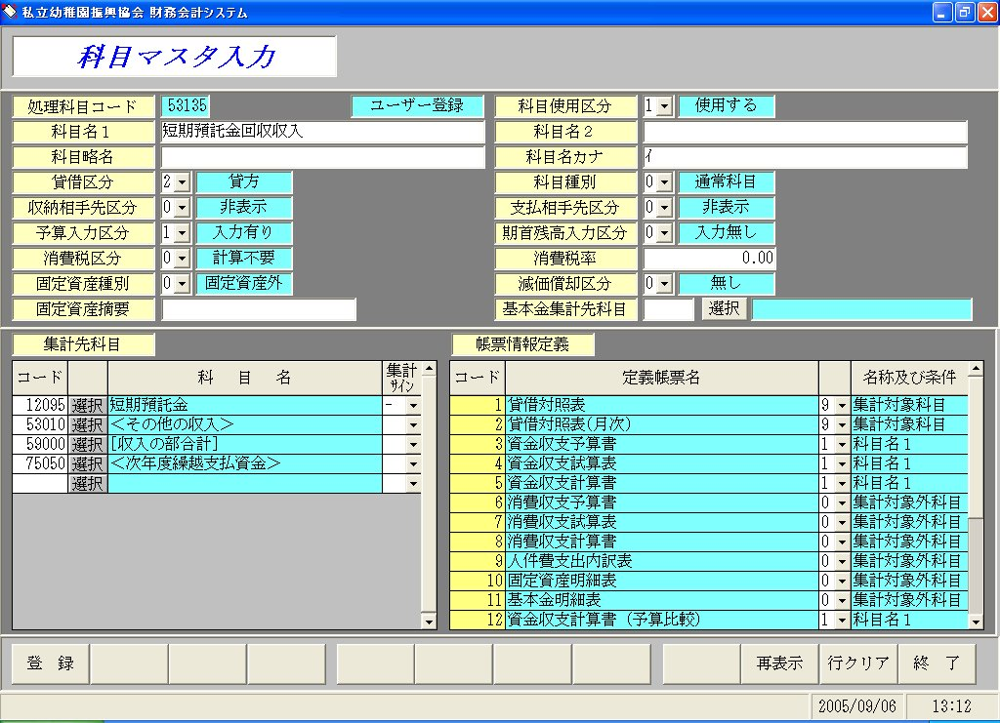 私立幼稚園振興協会 財務会計システム
科目マスタ入力
処理科目コード 53135 ユーザー登録 科目使用区分 1 使用する
科目名１ 短期預託金回収収入 科目名２
科目略名 科目名カナ ｲ
貸借区分 2 貸方 科目種別 0 通常科目
収納相手先区分 0 非表示 支払相手先区分 0 非表示
予算入力区分 1 入力有り 期首残高入力区分 0 入力無し
消費税区分 0 計算不要 消費税率 0.00
固定資産種別 0 固定資産外 減価償却区分 0 無し
固定資産摘要 基本金集計先科目 選択
集計先科目 帳票情報定義
コード 科 目 名 集計ｻｲﾝ コード 定義帳票名 名称及び条件
12095 選択 短期預託金 - 1 貸借対照表 9 集計対象科目
53010 選択 ＜その他の収入＞ 2 貸借対照表(月次) 9 集計対象科目
59000 選択 [収入の部合計] 3 資金収支予算書 1 科目名１
75050 選択 ＜次年度繰越支払資金＞ 4 資金収支試算表 1 科目名１
選択 5 資金収支計算書 1 科目名１
6 消費収支予算書 0 集計対象外科目
7 消費収支試算表 0 集計対象外科目
8 消費収支計算書 0 集計対象外科目
9 人件費支出内訳表 0 集計対象外科目
10 固定資産明細表 0 集計対象外科目
11 基本金明細表 0 集計対象外科目
12 資金収支計算書（予算比較） 1 科目名１
登 録 再表示 行クリア 終 了
2005/09/06 13:12